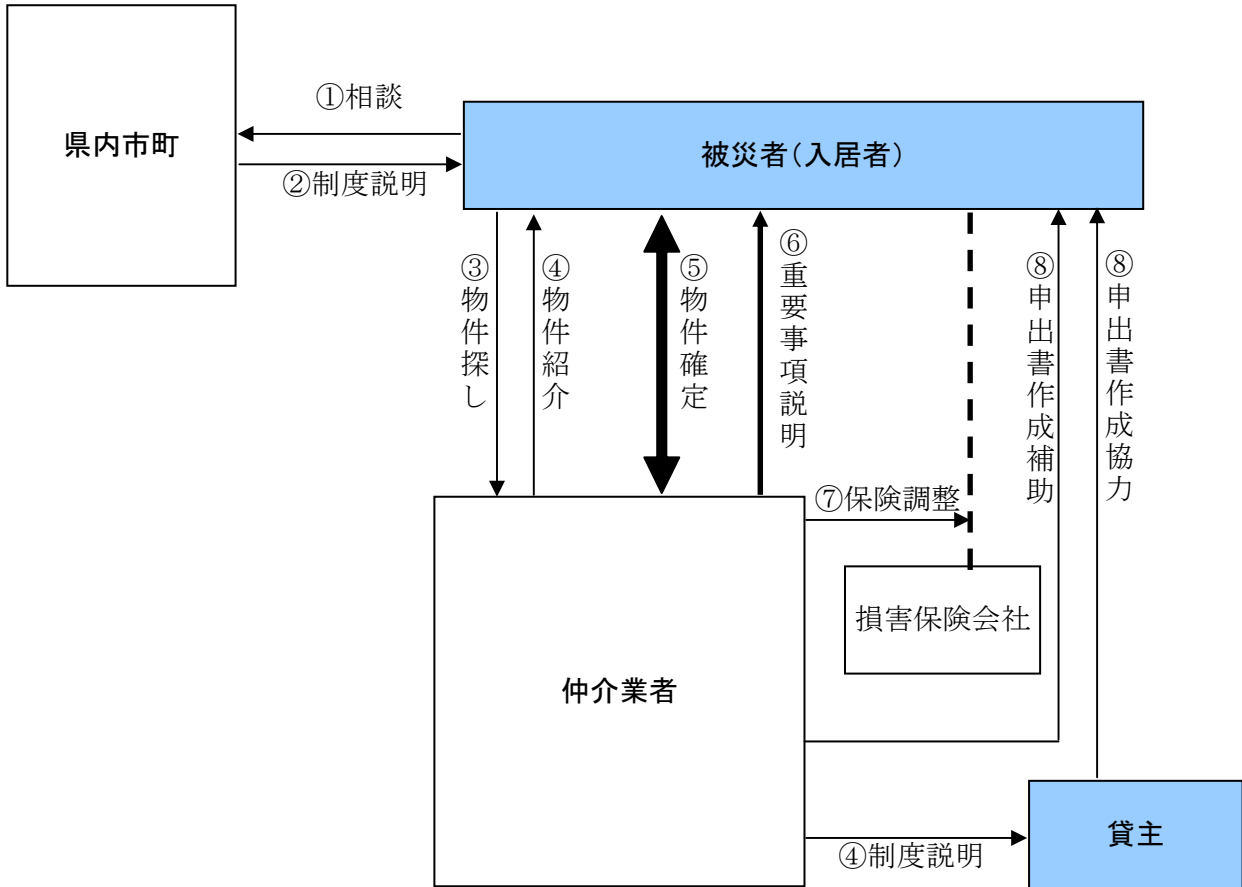 県内市町
①相談
②制度説明
被災者(入居者)
③物件探し
④物件紹介
⑤物件確定
⑥重要事項説明
⑧申出書作成補助
⑧申出書作成協力
⑦保険調整
損害保険会社
仲介業者
④制度説明
貸主